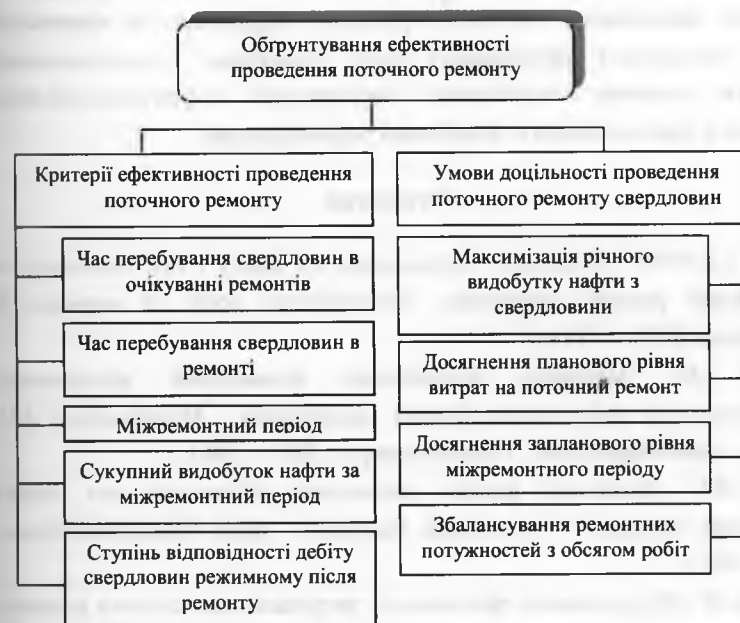 Обґрунтування ефективності
проведення поточного ремонту
Критерії ефективності проведення
поточного ремонту
Час перебування свердловин в
очікуванні ремонтів
Час перебування свердловин в
ремонті
Міжремонтний період
Сукупний видобуток нафти за
міжремонтний період
Ступінь відповідності дебіту
свердловин режимному після
ремонту
Умови доцільності проведення
поточного ремонту свердловин
Максимізація річного
видобутку нафти з
свердловини
Досягнення планового рівня
витрат на поточний ремонт
Досягнення запланового рівня
міжремонтного періоду
Збалансування ремонтних
потужностей з обсягом робіт